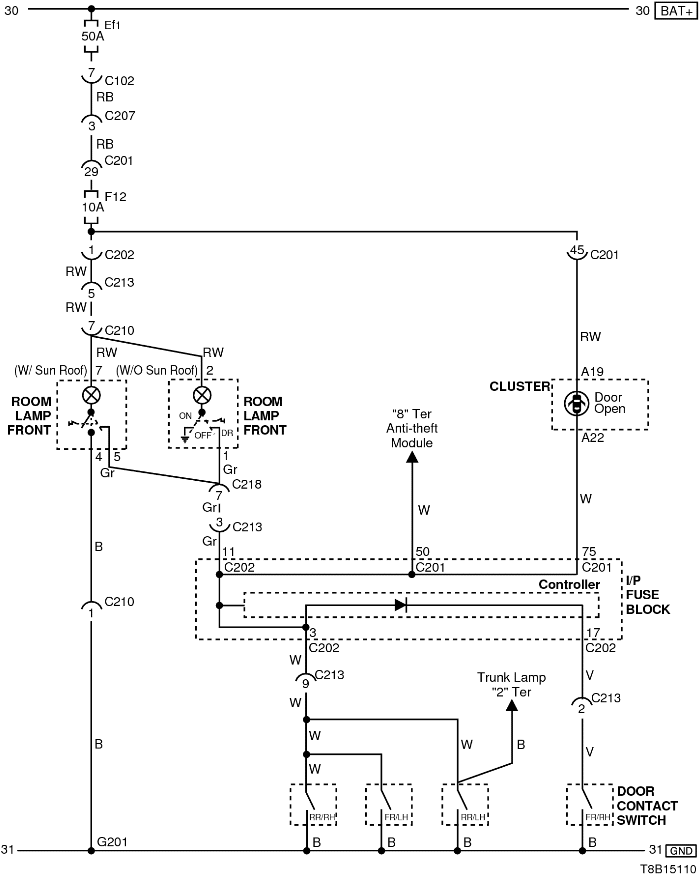 30
30 BAT+
Ef1
50A
7 C102
RB
C207
3
RB
C201
29
F12
10A
1 C202
RW
C213
5
RW
7 C210
RW
RW
45 C201
RW
A19
(W/ Sun Roof) 7
(W/O Sun Roof) 2
ROOM
LAMP
FRONT
ON
OFF
DR
ROOM
LAMP
FRONT
CLUSTER
Door
Open
A22
"8" Ter
Anti-theft
Module
4 5
Gr
1
Gr
C218
7
Gr
3 C213
Gr
W
W
B
11
C202
50
C201
75
C201
I/P
FUSE
BLOCK
Controller
C210
1
3
C202
17
C202
W
C213
9
W
Trunk Lamp
"2" Ter
V
C213
2
W
W
B
V
B
W
RR/RH
FR/LH
RR/LH
FR/RH
DOOR
CONTACT
SWITCH
B
B
B
B
G201
31
31 GND
T8B15110